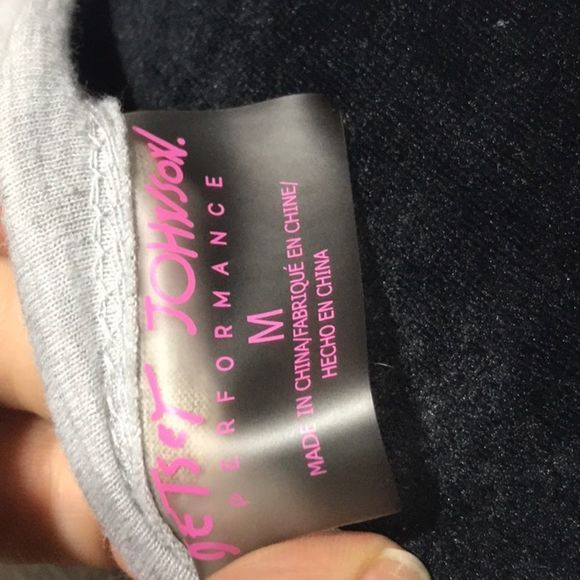 BETSEY JOHNSON.
PERFORMANCE
M
MADE IN CHINA/FABRIQUÉ EN CHINE/
HECHO EN CHINA